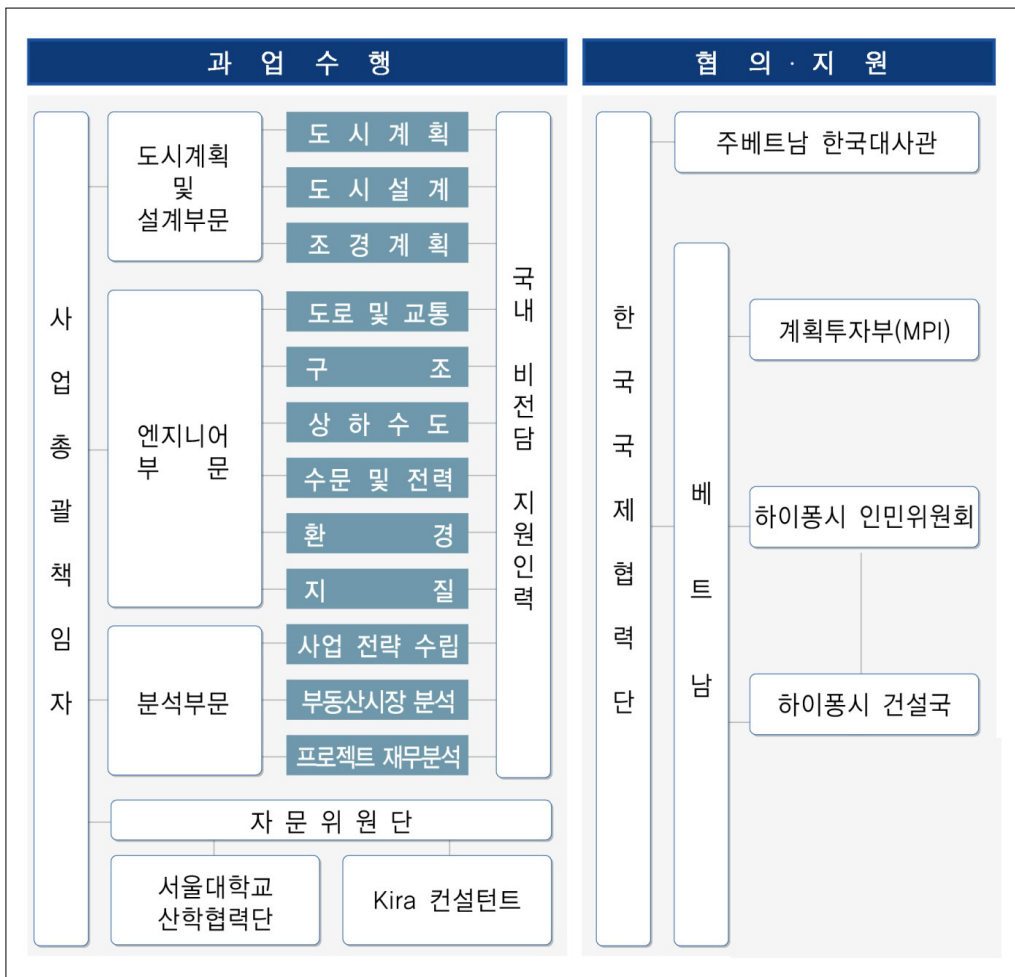 과 업 수 행
사 업 총 괄 책 임 자
도시계획
및
설계부문
도 시 계 획
도 시 설 계
조 경 계 획
엔지니어
부 문
도로 및 교통
구 조
상 하 수 도
수문 및 전력
환 경
지 질
분석부문
사업 전략 수립
부동산시장 분석
프로젝트 재무분석
국내 비전담 지원인력
자 문 위 원 단
서울대학교
산학협력단
Kira 컨설턴트
협 의 · 지 원
한 국 국 제 협 력 단
주베트남 한국대사관
베 트 남
계획투자부(MPI)
하이퐁시 인민위원회
하이퐁시 건설국